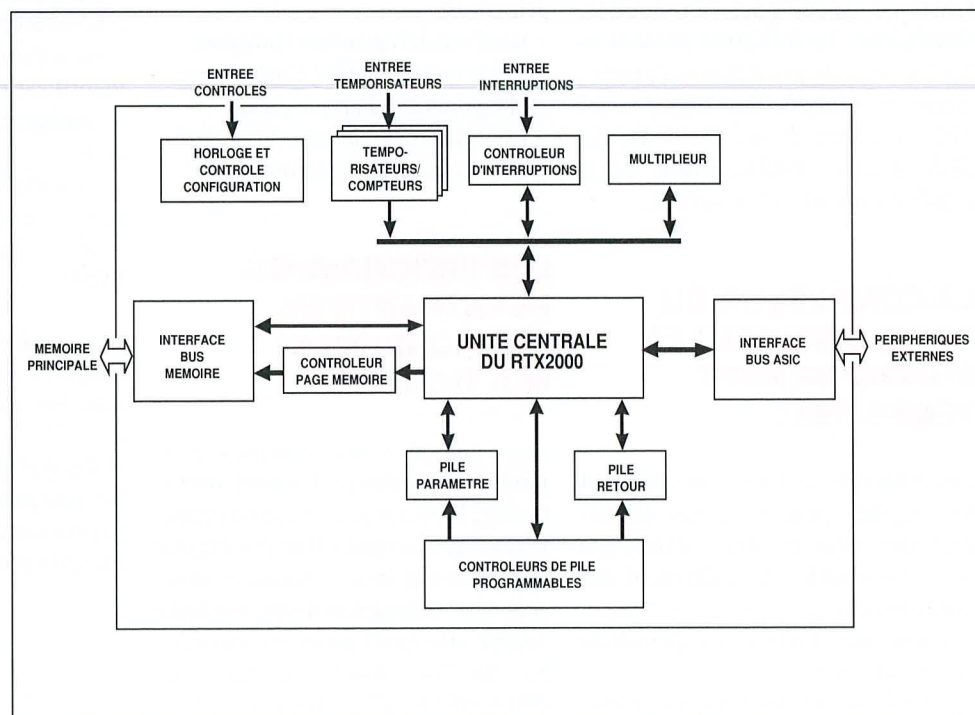 ENTREE
CONTROLES
ENTREE
TEMPORISATEURS
ENTREE
INTERRUPTIONS
HORLOGE ET
CONTROLE
CONFIGURATION
TEMPO-
RISATEURS/
COMPTEURS
CONTROLEUR
D'INTERRUPTIONS
MULTIPLIEUR
MEMOIRE
PRINCIPALE
INTERFACE
BUS
MEMOIRE
CONTROLEUR
PAGE MEMOIRE
UNITE CENTRALE
DU RTX2000
INTERFACE
BUS ASIC
PERIPHERIQUES
EXTERNES
PILE
PARAMETRE
PILE
RETOUR
CONTROLEURS DE PILE
PROGRAMMABLES